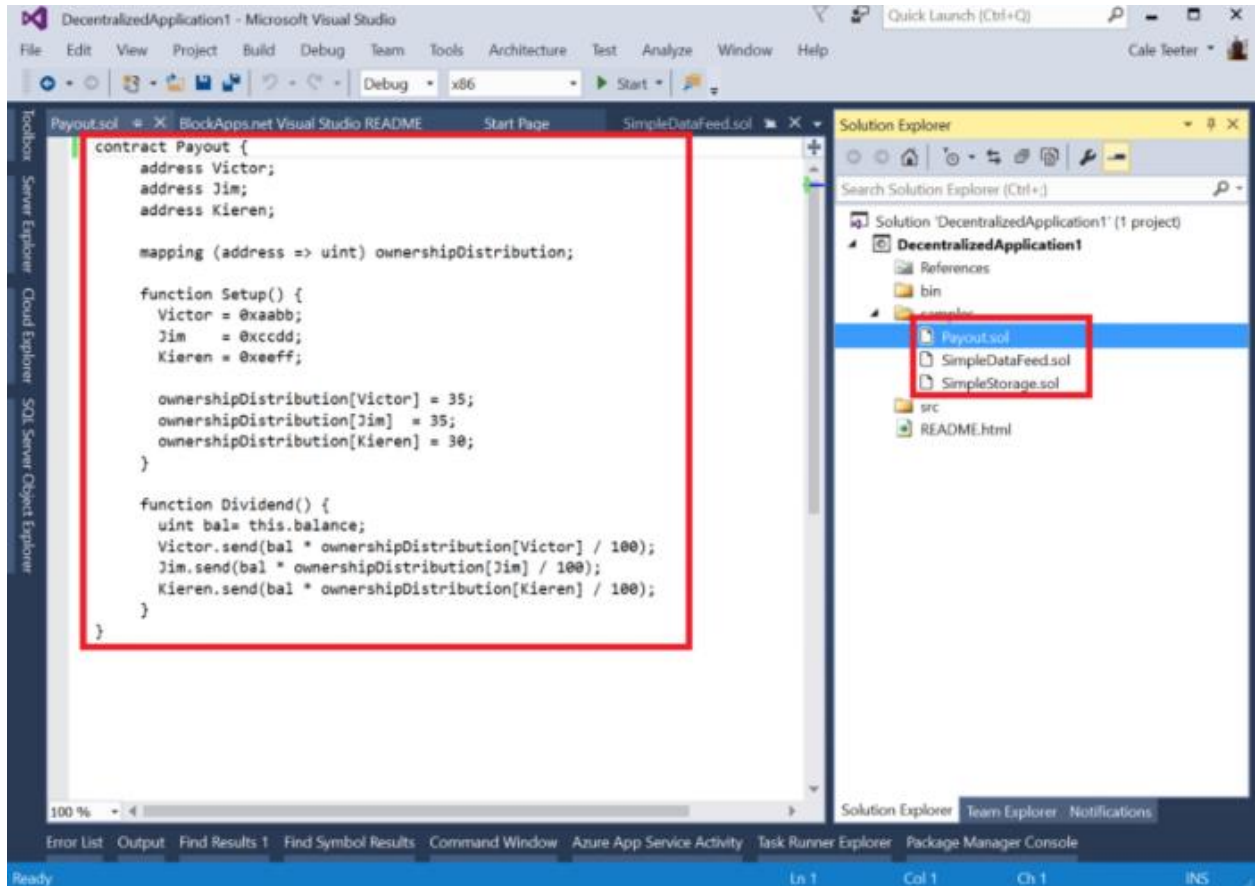 DecentralizedApplication1 - Microsoft Visual Studio
Quick Launch (Ctrl+Q)
File Edit View Project Build Debug Team Tools Architecture Test Analyze Window Help
Cale Teeter
Debug x86 Start
Toolbox
Server Explorer
Cloud Explorer
SQL Server Object Explorer
Payout.sol BlockApps.net Visual Studio README Start Page SimpleDataFeed.sol
contract Payout {
address Victor;
address Jim;
address Kieren;
mapping (address => uint) ownershipDistribution;
function Setup() {
Victor = 0xaabb;
Jim    = 0xccdd;
Kieren = 0xeeff;
ownershipDistribution[Victor] = 35;
ownershipDistribution[Jim]  = 35;
ownershipDistribution[Kieren] = 30;
}
function Dividend() {
uint bal= this.balance;
Victor.send(bal * ownershipDistribution[Victor] / 100);
Jim.send(bal * ownershipDistribution[Jim] / 100);
Kieren.send(bal * ownershipDistribution[Kieren] / 100);
}
}
100 %
Solution Explorer
Search Solution Explorer (Ctrl+;)
Solution 'DecentralizedApplication1' (1 project)
DecentralizedApplication1
References
bin
samples
Payout.sol
SimpleDataFeed.sol
SimpleStorage.sol
src
README.html
Solution Explorer Team Explorer Notifications
Error List Output Find Results 1 Find Symbol Results Command Window Azure App Service Activity Task Runner Explorer Package Manager Console
Ready Ln 1 Col 1 Ch 1 INS